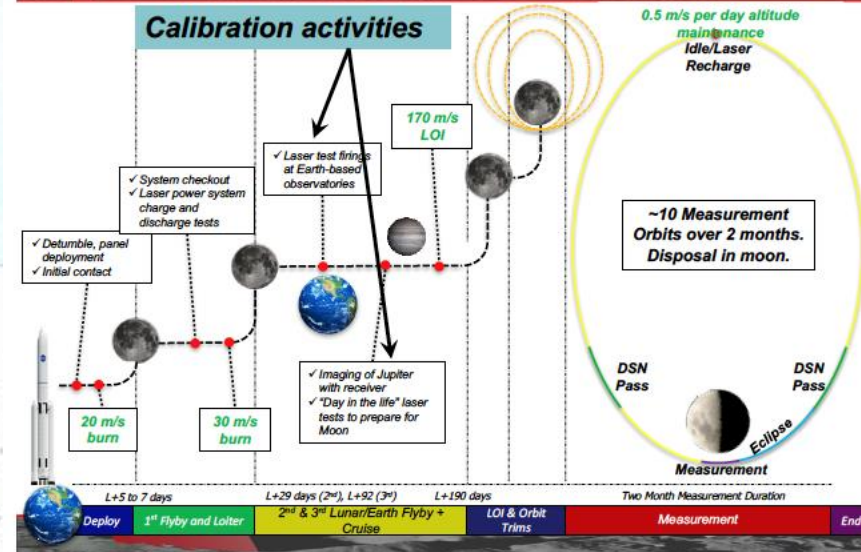 Calibration activities
0.5 m/s per day altitude
maintenance
Idle/Laser
Recharge
170 m/s
LOI
✓ Laser test firings
at Earth-based
observatories
✓ System checkout
✓ Laser power system
charge and
discharge tests
~10 Measurement
Orbits over 2 months.
Disposal in moon.
✓ Detumble, panel
deployment
✓ Initial contact
✓ Imaging of Jupiter
with receiver
✓ "Day in the life" laser
tests to prepare for
Moon
DSN
Pass
DSN
Pass
20 m/s
burn
30 m/s
burn
Eclipse
Measurement
L+5 to 7 days
L+29 days (2nd), L+92 (3rd)
L+190 days
Two Month Measurement Duration
Deploy
1st Flyby and Loiter
2nd & 3rd Lunar/Earth Flyby +
Cruise
LOI & Orbit
Trims
Measurement
End